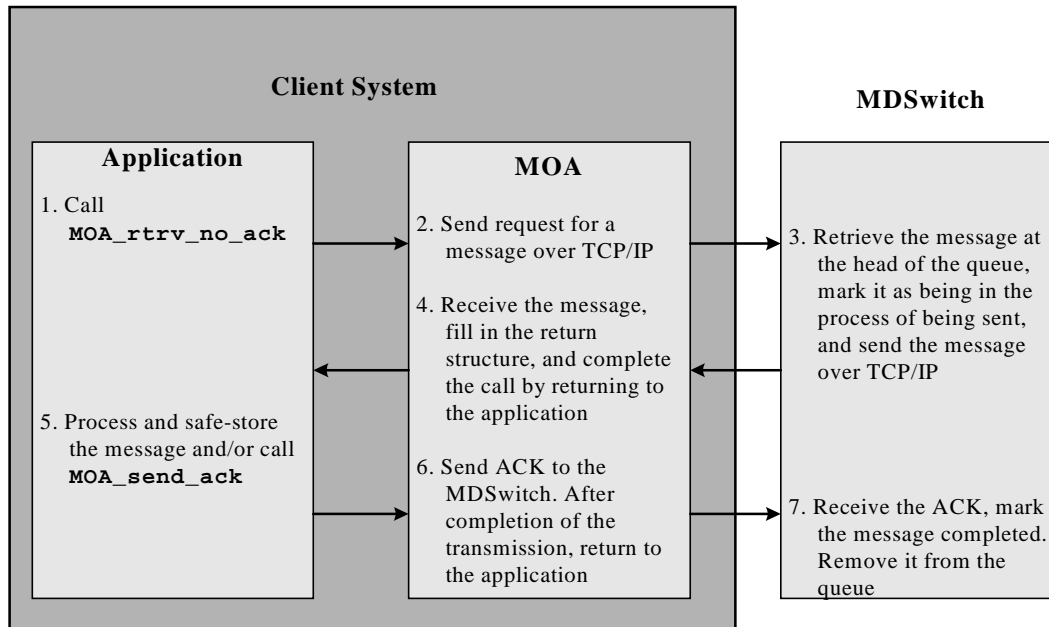 Client System
MDSwitch
Application
1. Call
MOA_rtrv_no_ack
5. Process and safe-store
the message and/or call
MOA_send_ack
MOA
2. Send request for a
message over TCP/IP
4. Receive the message,
fill in the return
structure, and complete
the call by returning to
the application
6. Send ACK to the
MDSwitch. After
completion of the
transmission, return to
the application
3. Retrieve the message at
the head of the queue,
mark it as being in the
process of being sent,
and send the message
over TCP/IP
7. Receive the ACK, mark
the message completed.
Remove it from the
queue